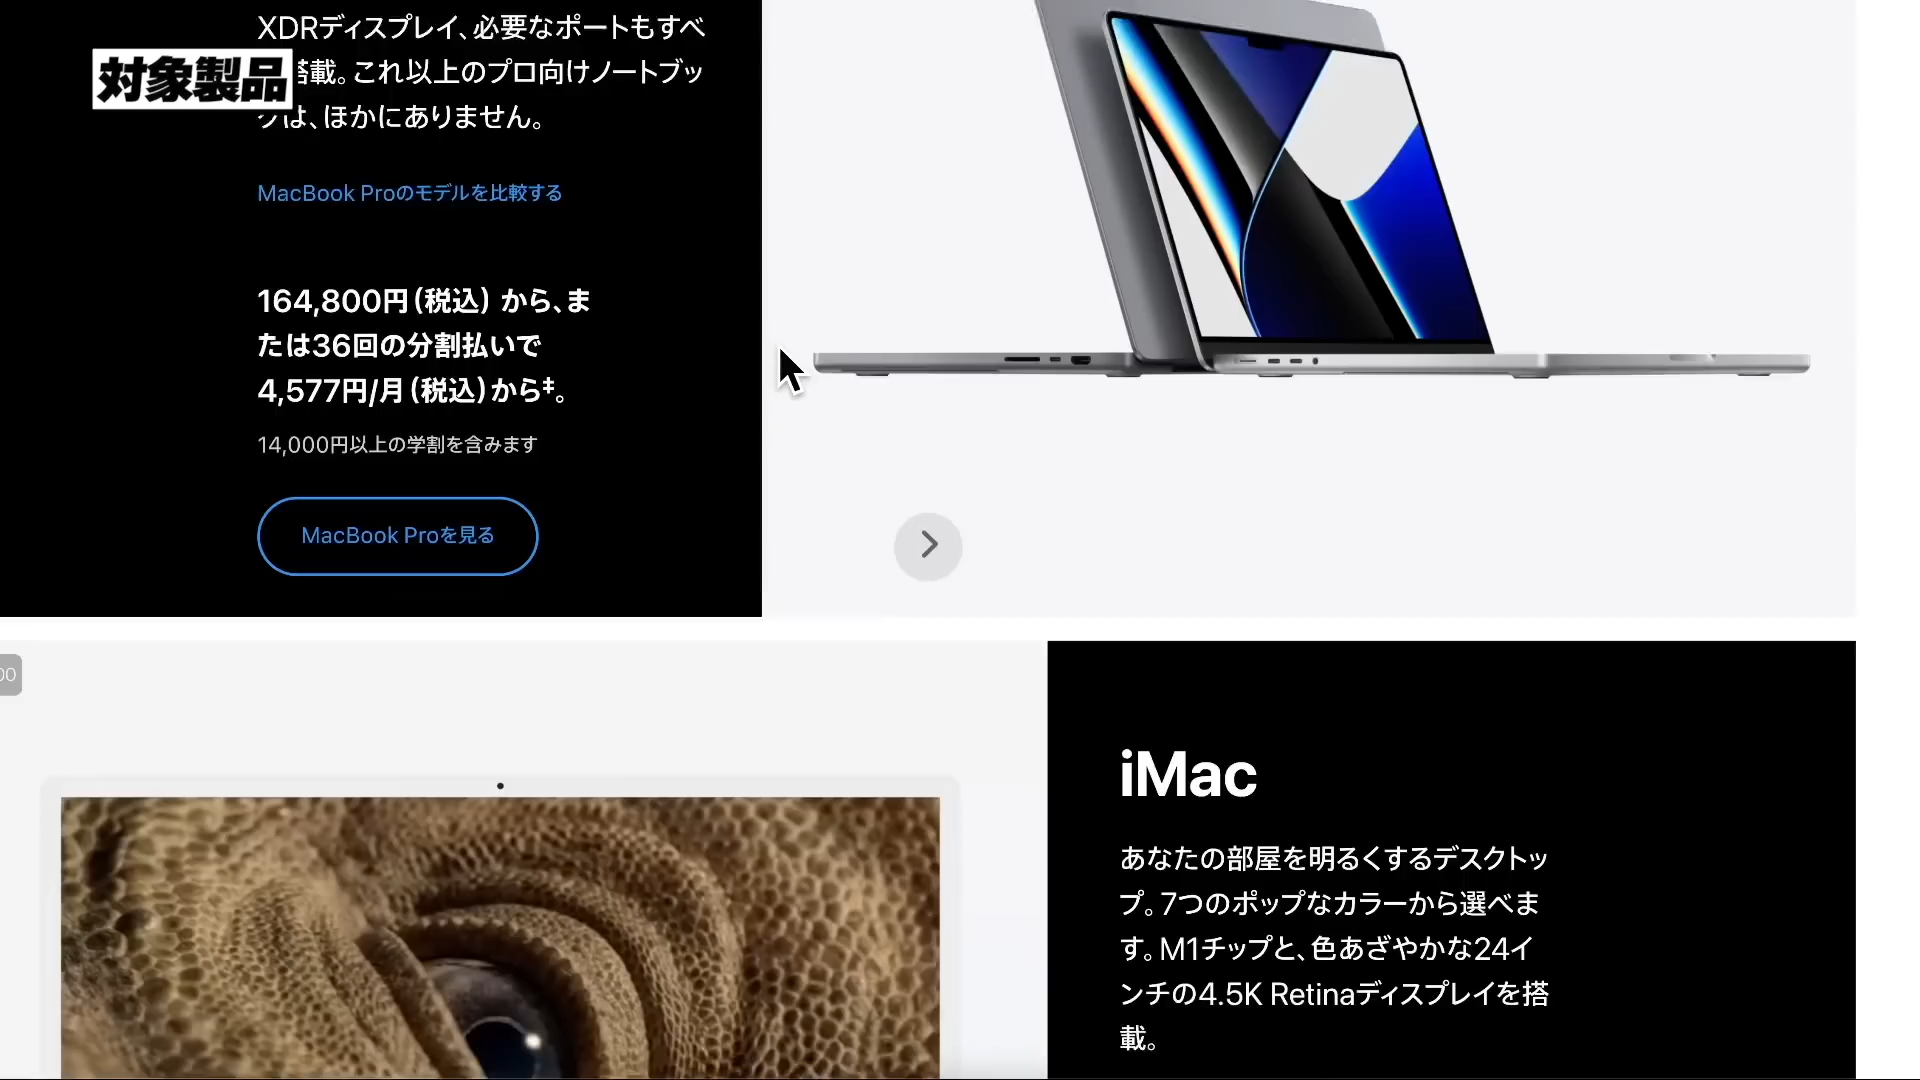 XDRディスプレイ、必要なポートもすべ
対象製品
搭載。これ以上のプロ向けノートブッ
クは、ほかにありません。
MacBook Proのモデルを比較する
164,800円(税込) から、ま
たは36回の分割払いで
4,577円/月(税込)から‡。
14,000円以上の学割を含みます
MacBook Proを見る
00
iMac
あなたの部屋を明るくするデスクトッ
プ。7つのポップなカラーから選べま
す。M1チップと、色あざやかな24イ
ンチの4.5K Retinaディスプレイを搭
載。